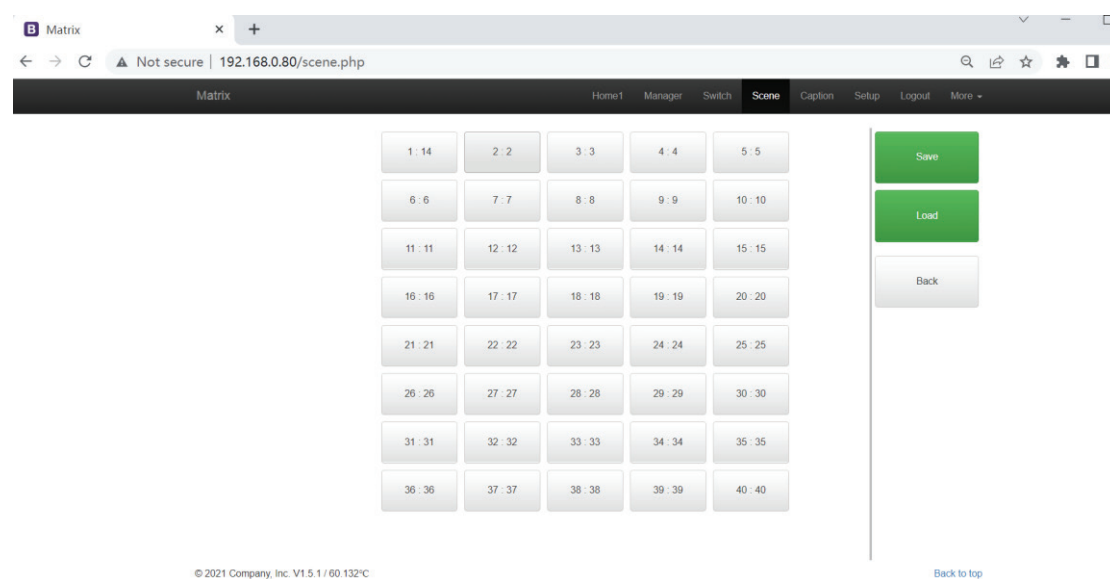 B Matrix
Not secure | 192.168.0.80/scene.php
Matrix Home1 Manager Switch Scene Caption Setup Logout More
1 : 14 2 : 2 3 : 3 4 : 4 5 : 5 Save
6 : 6 7 : 7 8 : 8 9 : 9 10 : 10
Load
11 : 11 12 : 12 13 : 13 14 : 14 15 : 15
16 : 16 17 : 17 18 : 18 19 : 19 20 : 20 Back
21 : 21 22 : 22 23 : 23 24 : 24 25 : 25
26 : 26 27 : 27 28 : 28 29 : 29 30 : 30
31 : 31 32 : 32 33 : 33 34 : 34 35 : 35
36 : 36 37 : 37 38 : 38 39 : 39 40 : 40
© 2021 Company, Inc. V1.5.1 / 60.132ºC Back to top